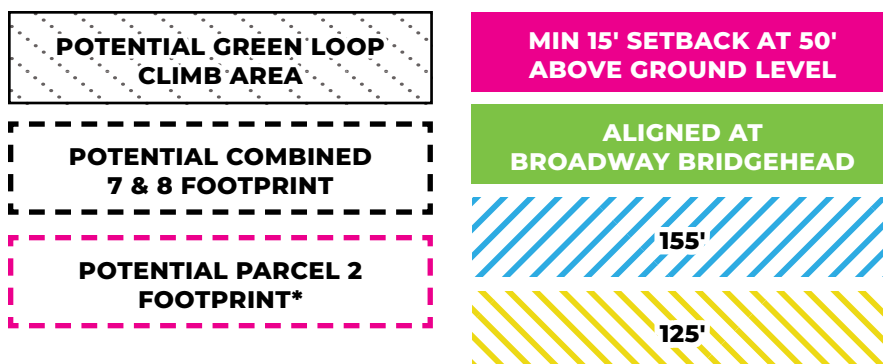 POTENTIAL GREEN LOOP
CLIMB AREA
POTENTIAL COMBINED
7 & 8 FOOTPRINT
POTENTIAL PARCEL 2
FOOTPRINT*
MIN 15' SETBACK AT 50'
ABOVE GROUND LEVEL
ALIGNED AT
BROADWAY BRIDGEHEAD
155'
125'